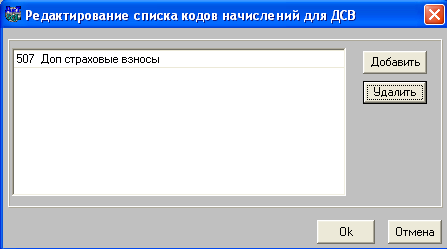 Редактирование списка кодов начислений для ДСВ
507 Доп страховые взносы
Добавить
Удалить
Ok
Отмена